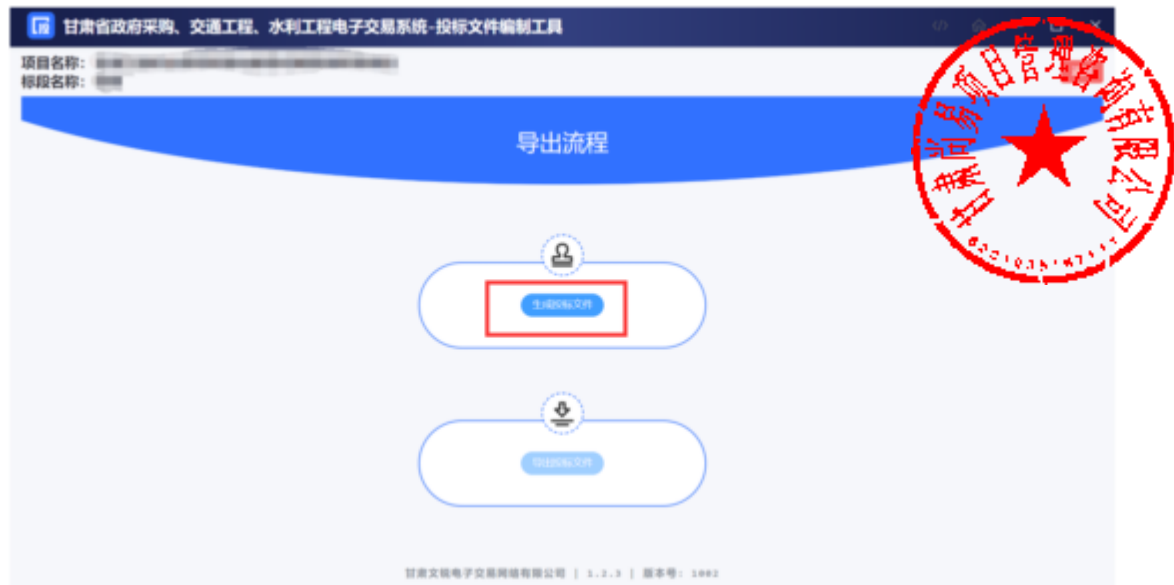 甘肃省政府采购、交通工程、水利工程电子交易系统-投标文件编制工具
项目名称：
标段名称：
导出流程
生成投标文件
导出投标文件
甘肃文锐电子交易网络有限公司 | 1.2.3 | 版本号: 1002